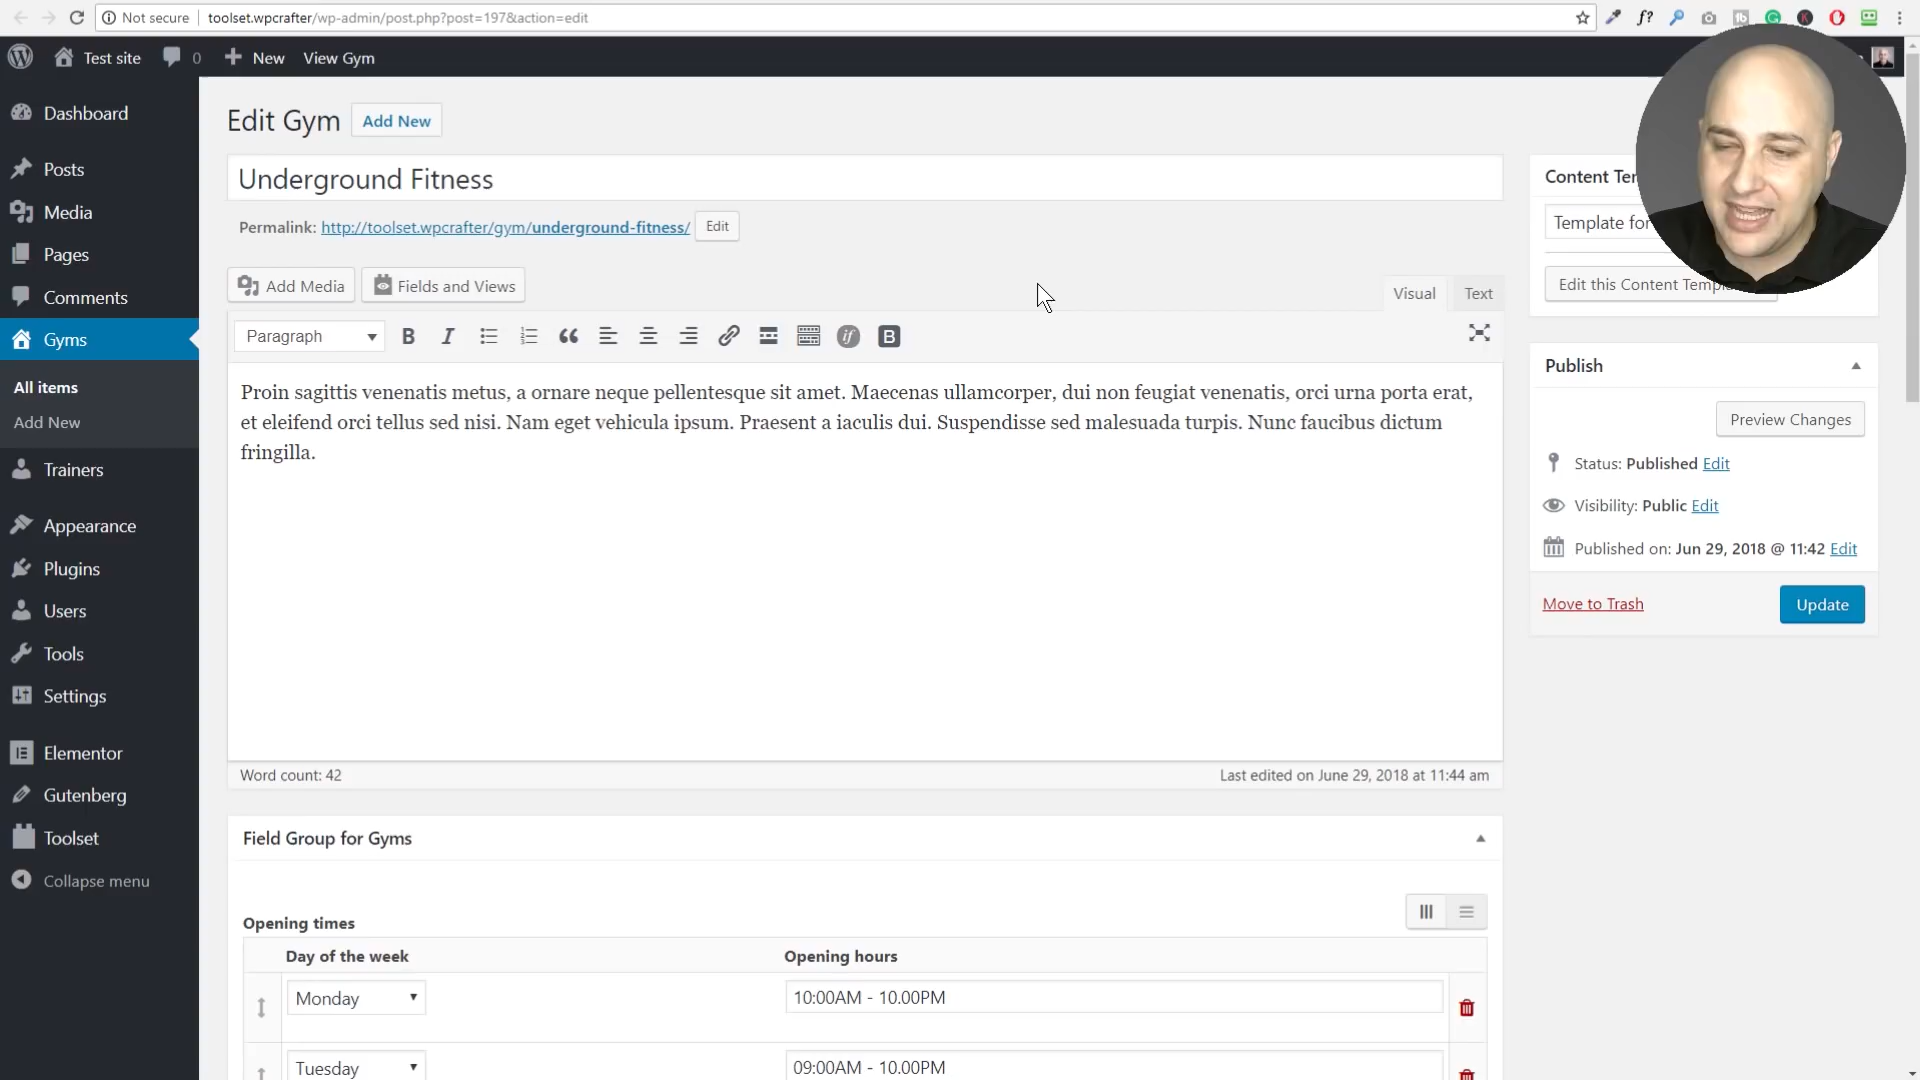 Not secure toolset.wpcrafter/wp-admin/post.php?post=197&action=edit
Test site 0 New View Gym
Dashboard
Posts
Media
Pages
Comments
Gyms
All items
Add New
Trainers
Appearance
Plugins
Users
Tools
Settings
Elementor
Gutenberg
Toolset
Collapse menu
Edit Gym Add New
Underground Fitness
Permalink: http://toolset.wpcrafter/gym/underground-fitness/ Edit
Add Media Fields and Views
Visual Text
Paragraph B I if B
Proin sagittis venenatis metus, a ornare neque pellentesque sit amet. Maecenas ullamcorper, dui non feugiat venenatis, orci urna porta erat,
et eleifend orci tellus sed nisi. Nam eget vehicula ipsum. Praesent a iaculis dui. Suspendisse sed malesuada turpis. Nunc faucibus dictum
fringilla.
Word count: 42 Last edited on June 29, 2018 at 11:44 am
Field Group for Gyms
Opening times
Day of the week Opening hours
Monday 10:00AM - 10.00PM
Tuesday 09:00AM - 10.00PM
Content
Template for
Edit this Content
Publish
Preview Changes
Status: Published Edit
Visibility: Public Edit
Published on: Jun 29, 2018 @ 11:42 Edit
Move to Trash Update